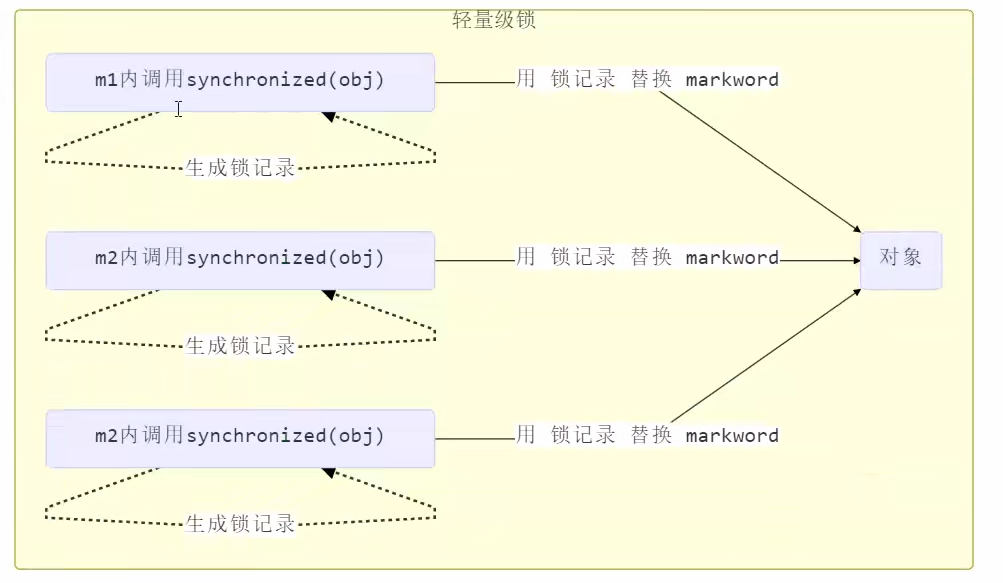 轻量级锁
m1内调用synchronized(obj)
用 锁记录 替换 markword
生成锁记录
m2内调用synchronized(obj)
用 锁记录 替换 markword
对象
生成锁记录
m2内调用synchronized(obj)
用 锁记录 替换 markword
生成锁记录